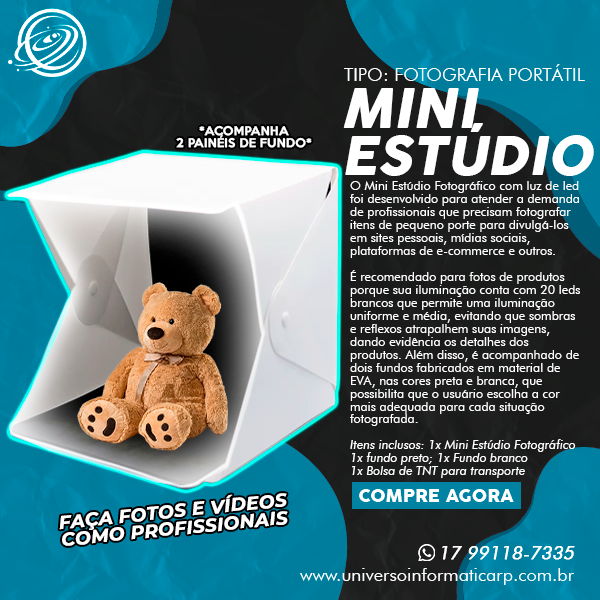 TIPO: FOTOGRAFIA PORTÁTIL
MINI
ESTÚDIO
*ACOMPANHA
2 PAINÉIS DE FUNDO*
O Mini Estúdio Fotográfico com luz de led
foi desenvolvido para atender a demanda
de profissionais que precisam fotografar
itens de pequeno porte para divulgá-los
em sites pessoais, mídias sociais,
plataformas de e-commerce e outros.
É recomendado para fotos de produtos
porque sua iluminação conta com 20 leds
brancos que permite uma iluminação
uniforme e média, evitando que sombras
e reflexos atrapalhem suas imagens,
dando evidência os detalhes dos
produtos. Além disso, é acompanhado de
dois fundos fabricados em material de
EVA, nas cores preta e branca, que
possibilita que o usuário escolha a cor
mais adequada para cada situação
fotografada.
Itens inclusos: 1x Mini Estúdio Fotográfico
1x fundo preto; 1x Fundo branco
1x Bolsa de TNT para transporte
COMPRE AGORA
FAÇA FOTOS E VÍDEOS
COMO PROFISSIONAIS
17 99118-7335
www.universoinformaticarp.com.br